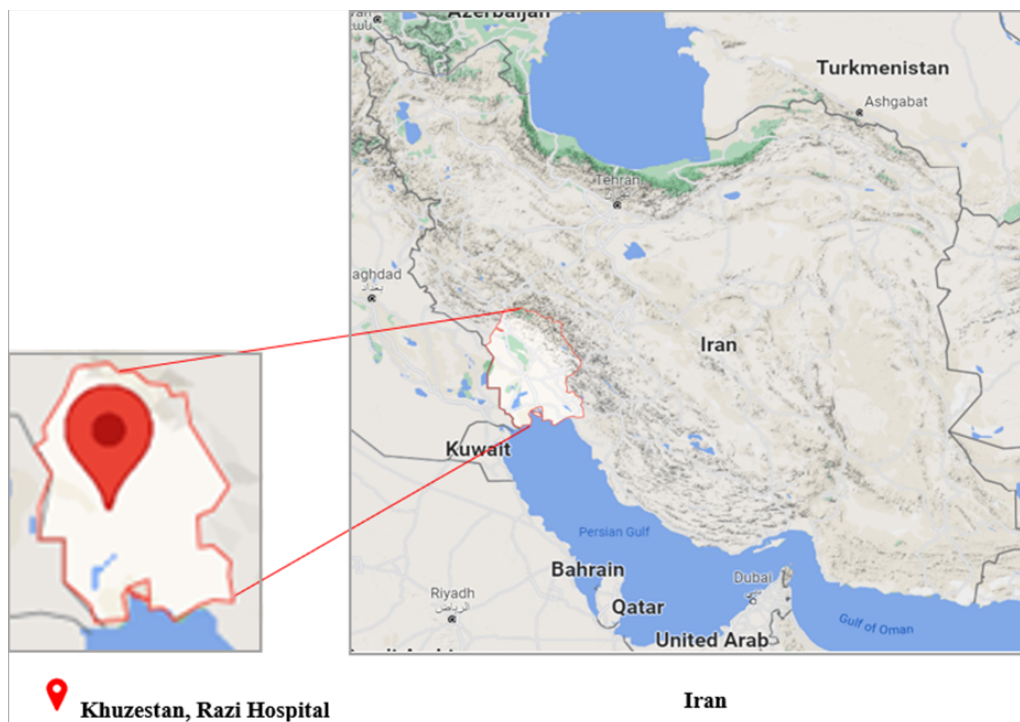 Azerbaijan
Turkmenistan
Ashgabat
Tehran
aghdad
بغداد
Iran
Kuwait
Persian Gulf
Bahrain
Dubai
Riyadh
الرياض
Qatar
Gulf of Oman
United Arab
Khuzestan, Razi Hospital
Iran